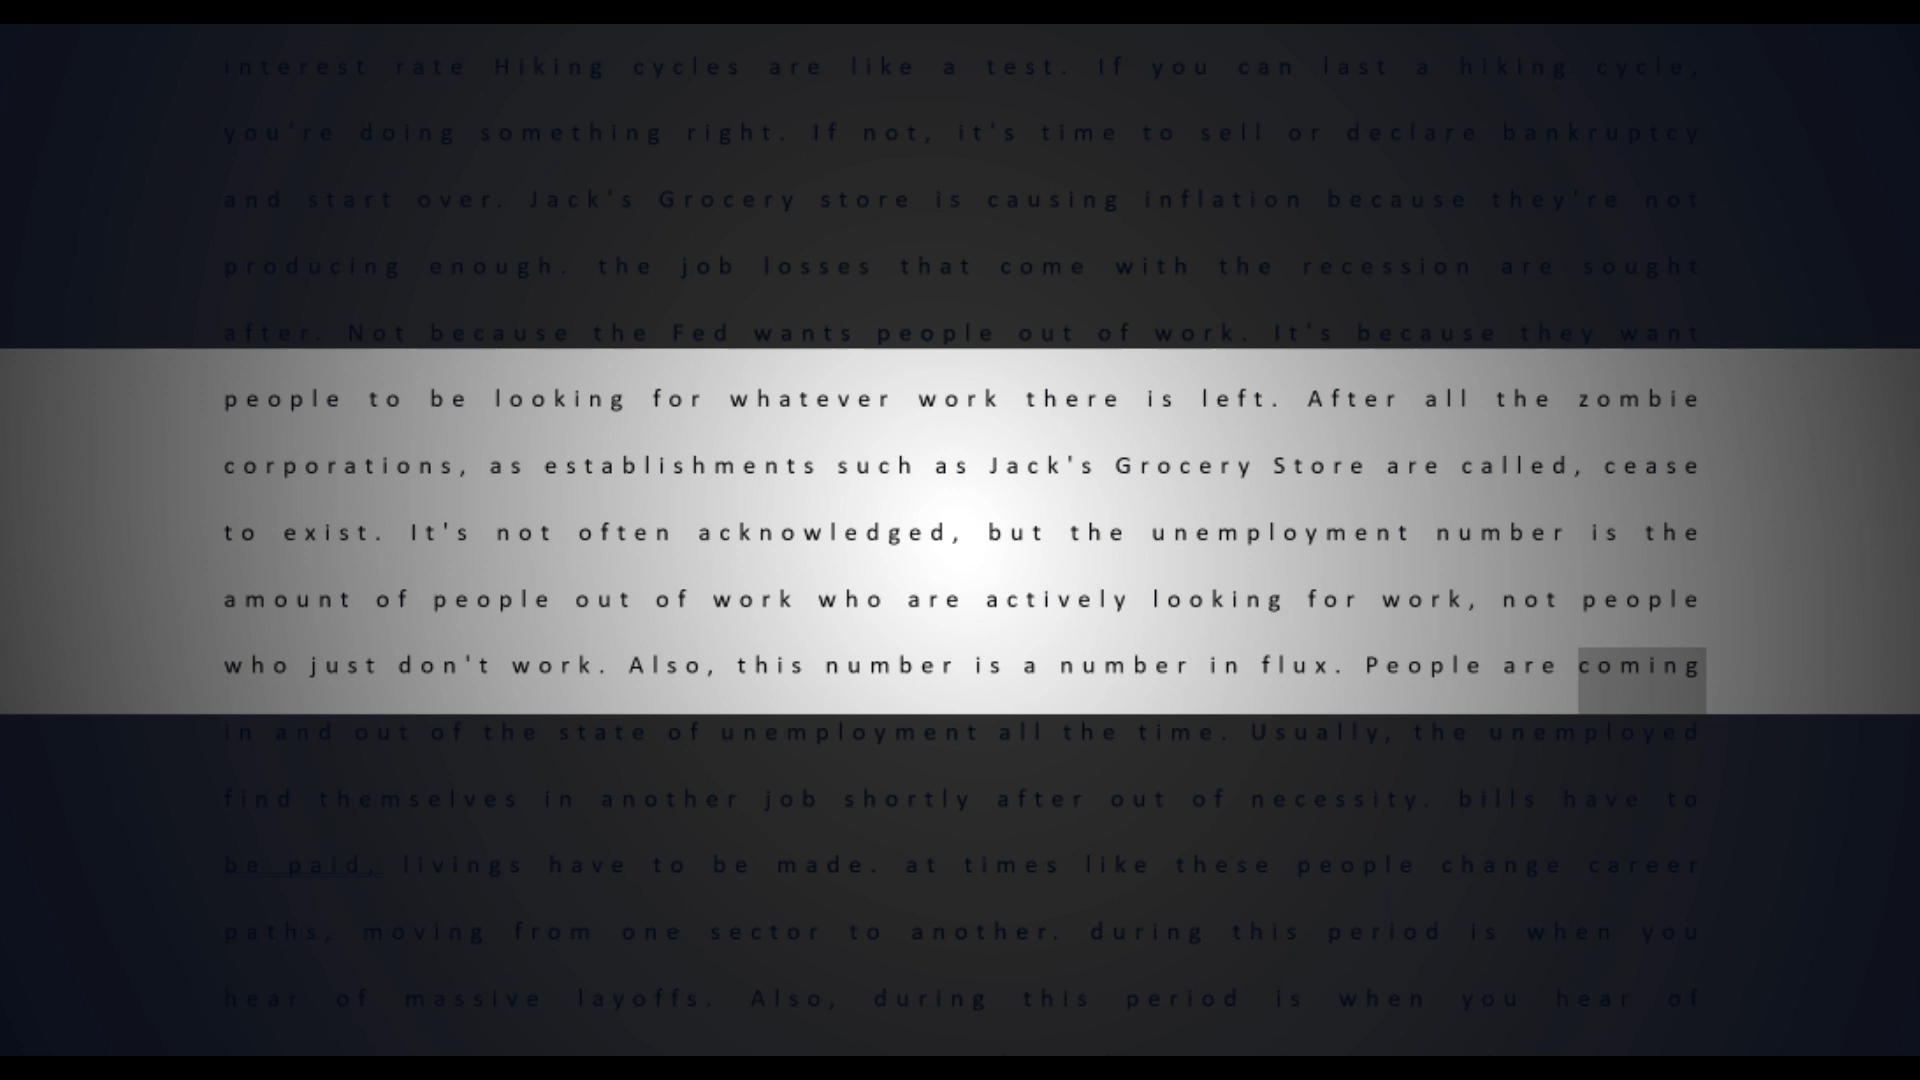 interest rate Hiking cycles are like a test. If you can last a hiking cycle,
you're doing something right. If not, it's time to sell or declare bankruptcy
and start over. Jack's Grocery store is causing inflation because they're not
producing enough. the job losses that come with the recession are sought
after. Not because the Fed wants people out of work. It's because they want
people to be looking for whatever work there is left. After all the zombie
corporations, as establishments such as Jack's Grocery Store are called, cease
to exist. It's not often acknowledged, but the unemployment number is the
amount of people out of work who are actively looking for work, not people
who just don't work. Also, this number is a number in flux. People are coming
in and out of the state of unemployment all the time. Usually, the unemployed
find themselves in another job shortly after out of necessity. bills have to
be paid, livings have to be made. at times like these people change career
paths, moving from one sector to another. during this period is when you
hear of massive layoffs. Also, during this period is when you hear of